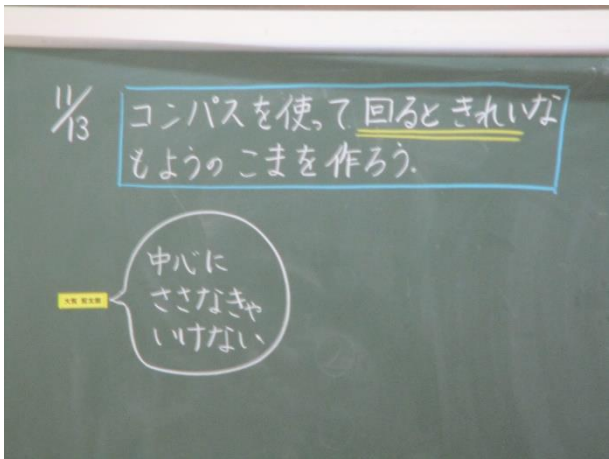 11/13
コンパスを使って回るときれいな
もようのこまを作ろう.
中心に
ささなきゃ
いけない